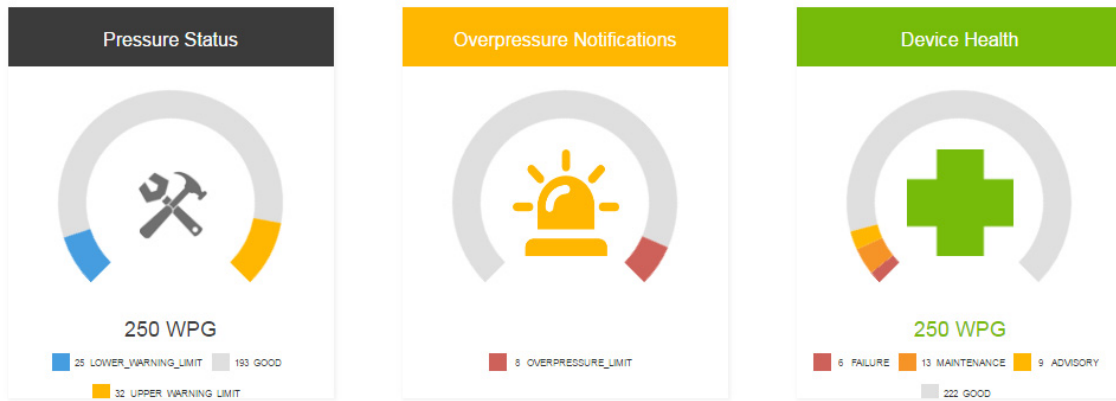 Pressure Status
Overpressure Notifications
Device Health
250 WPG
25 LOWER_WARNING_LIMIT 193 GOOD
32 UPPER WARNING LIMIT
8 OVERPRESSURE_LIMIT
250 WPG
6 FAILURE 13 MAINTENANCE 9 ADVISORY
222 GOOD